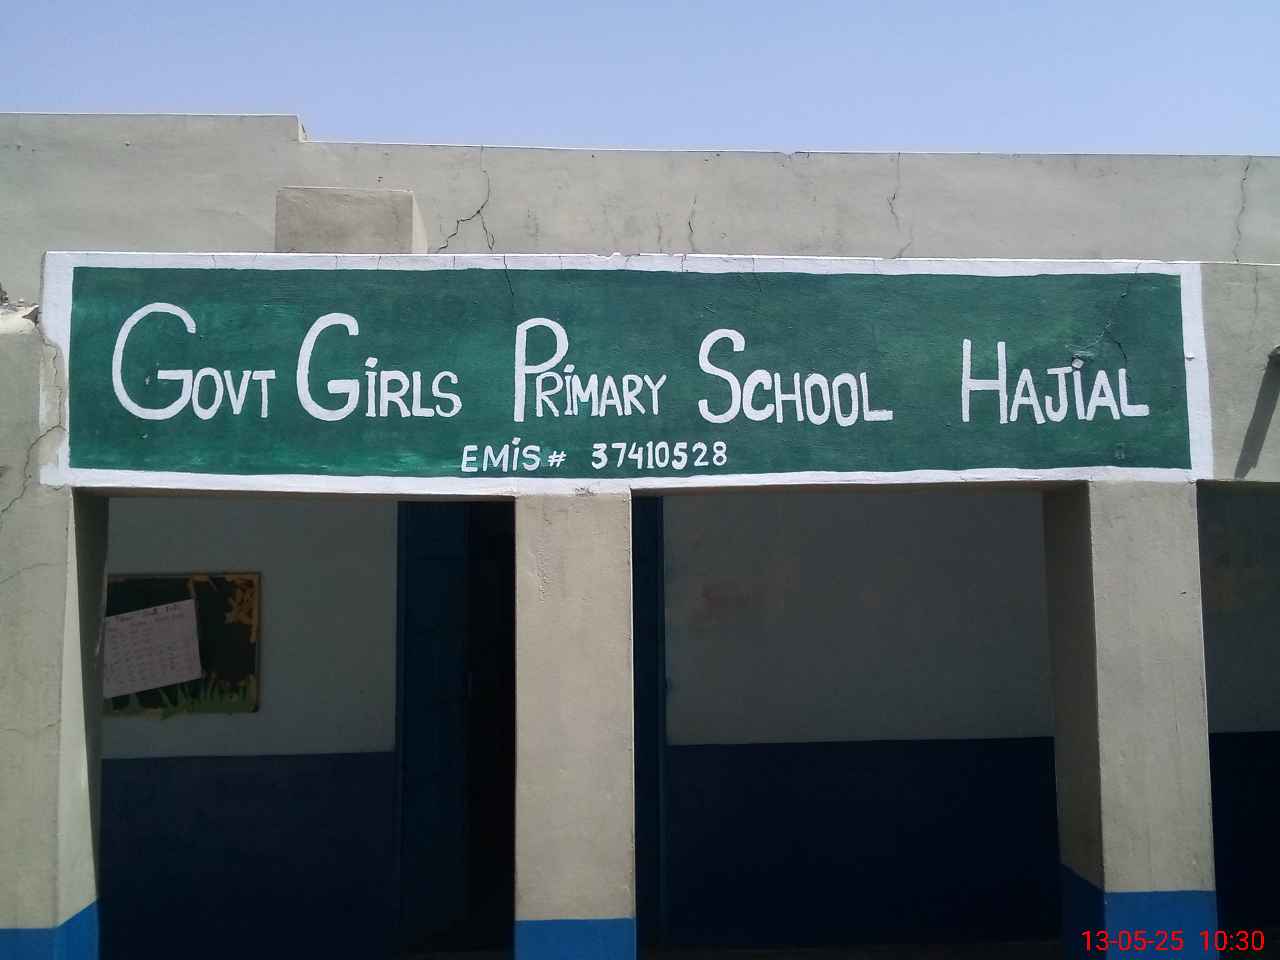 GOVT GiRLS PRiMARY SCHOOL HAJiAL
EMiS# 37410528
13-05-25 10:30